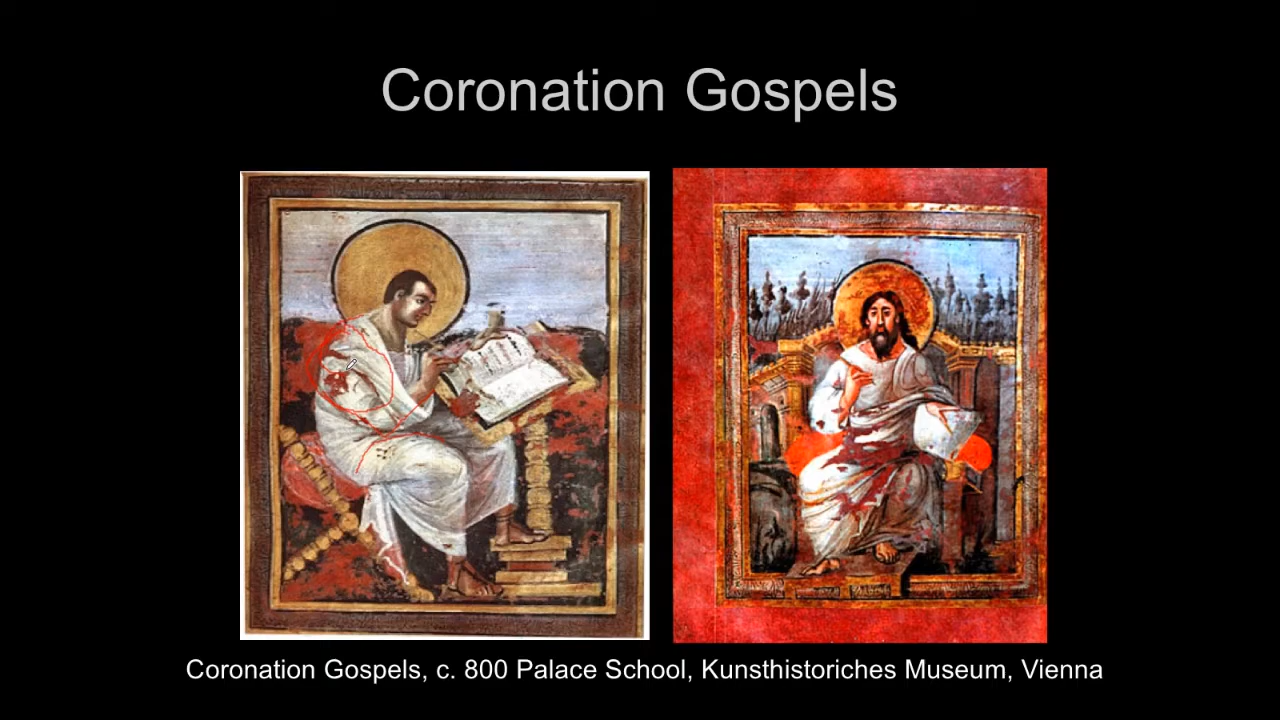 Coronation Gospels
Coronation Gospels, c. 800 Palace School, Kunsthistoriches Museum, Vienna